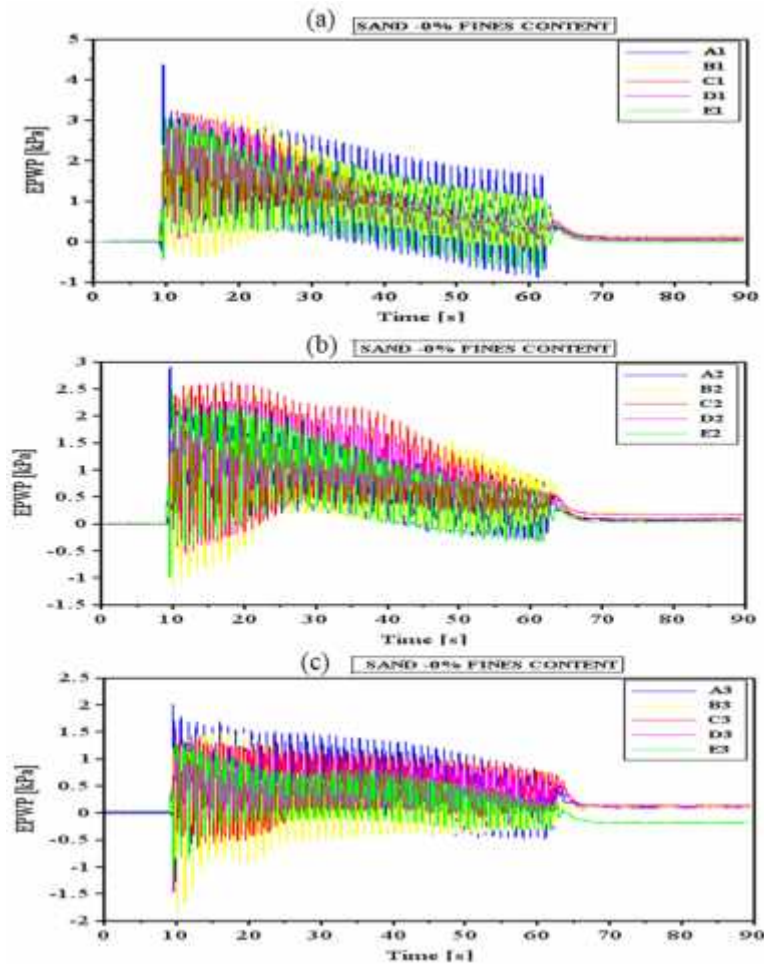 (a)
SAND -0% FINES CONTENT
A1
B1
C1
D1
E1
EPWP [kPa]
5
4
3
2
1
0
-1
0 10 20 30 40 50 60 70 80 90
Time [s]
(b)
SAND -0% FINES CONTENT
A2
B2
C2
D2
E2
EPWP [kPa]
3
2.5
2
1.5
1
0.5
0
-0.5
-1
-1.5
0 10 20 30 40 50 60 70 80 90
Time [s]
(c)
SAND -0% FINES CONTENT
A3
B3
C3
D3
E3
EPWP [kPa]
2.5
2
1.5
1
0.5
0
-0.5
-1
-1.5
-2
0 10 20 30 40 50 60 70 80 90
Time [s]